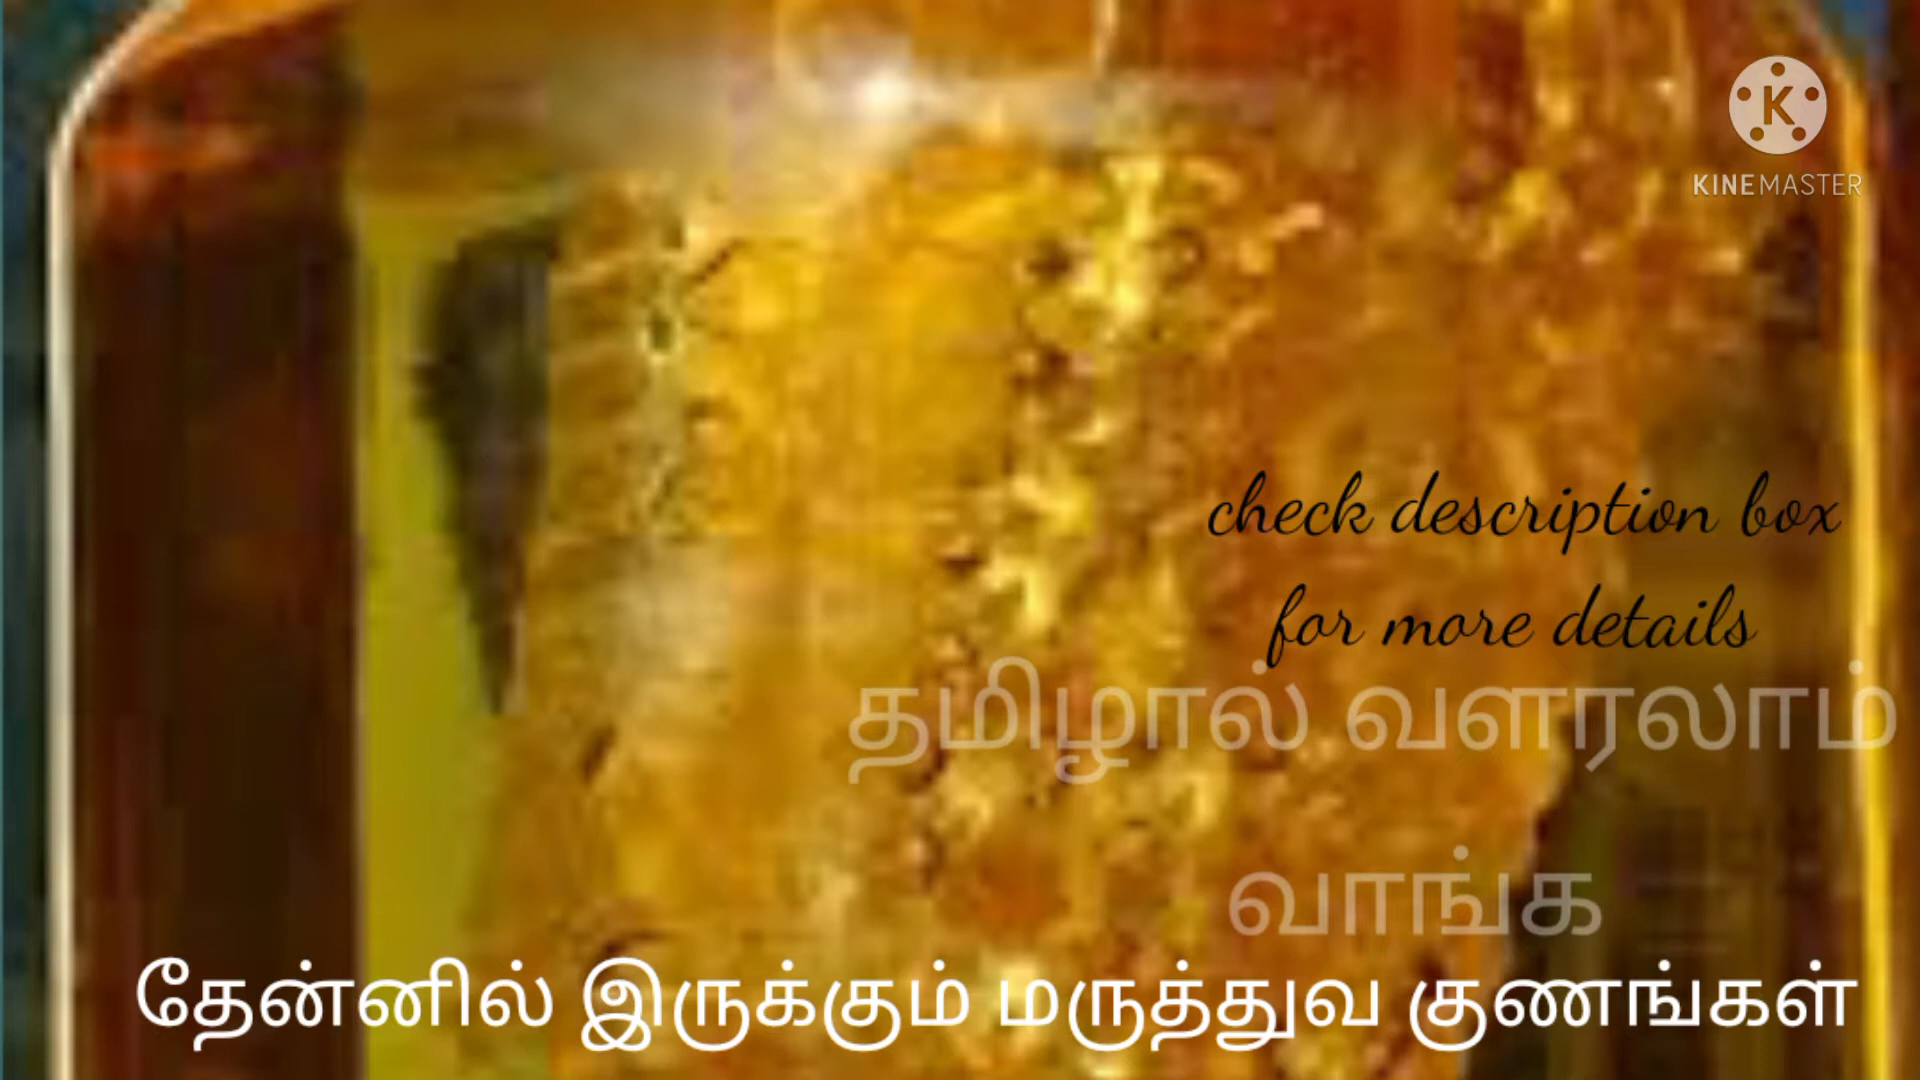 K
KINEMASTER
check description box
for more details
தமிழால் வளரலாம்
வாங்க
தேன்னில் இருக்கும் மருத்துவ குணங்கள்